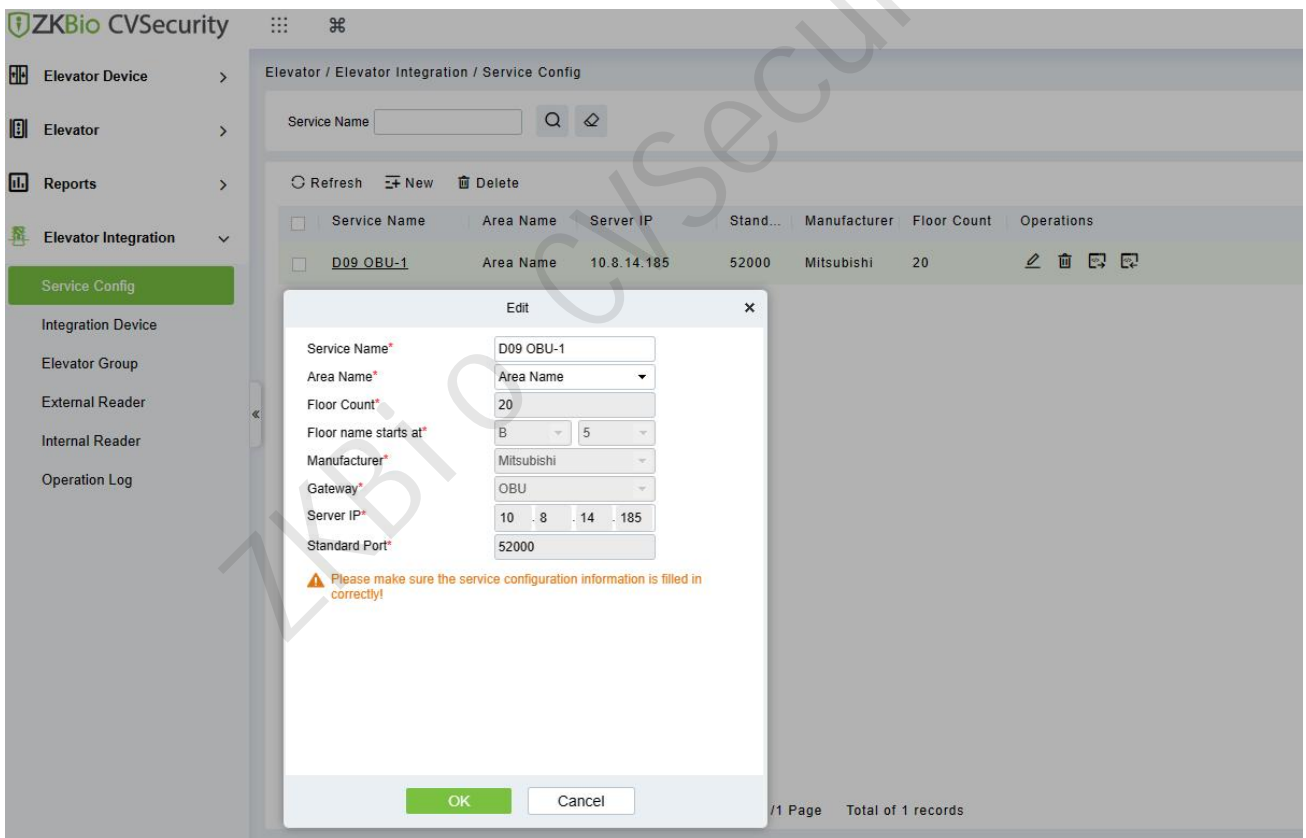 ZKBio CVSecurity
Elevator Device
Elevator
Reports
Elevator Integration
Service Config
Integration Device
Elevator Group
External Reader
Internal Reader
Operation Log
Elevator / Elevator Integration / Service Config
Service Name
Refresh New Delete
Service Name Area Name Server IP Stand... Manufacturer Floor Count Operations
D09 OBU-1 Area Name 10.8.14.185 52000 Mitsubishi 20
Edit
Service Name* D09 OBU-1
Area Name* Area Name
Floor Count* 20
Floor name starts at* B 5
Manufacturer* Mitsubishi
Gateway* OBU
Server IP* 10 . 8 . 14 . 185
Standard Port* 52000
Please make sure the service configuration information is filled in
correctly!
OK Cancel
/1 Page Total of 1 records
ZKBio CVSecu